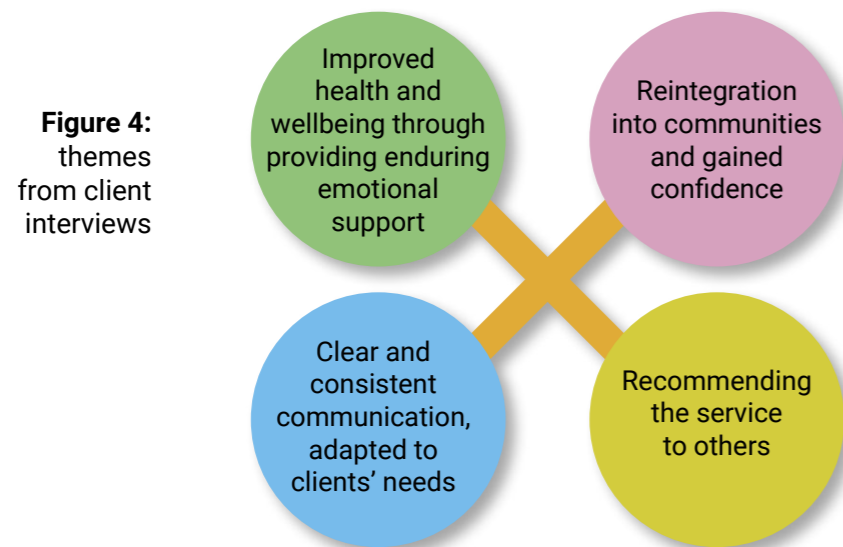 Figure 4:
themes
from client
interviews
Improved
health and
wellbeing through
providing enduring
emotional
support
Reintegration
into communities
and gained
confidence
Clear and
consistent
communication,
adapted to
clients’ needs
Recommending
the service
to others